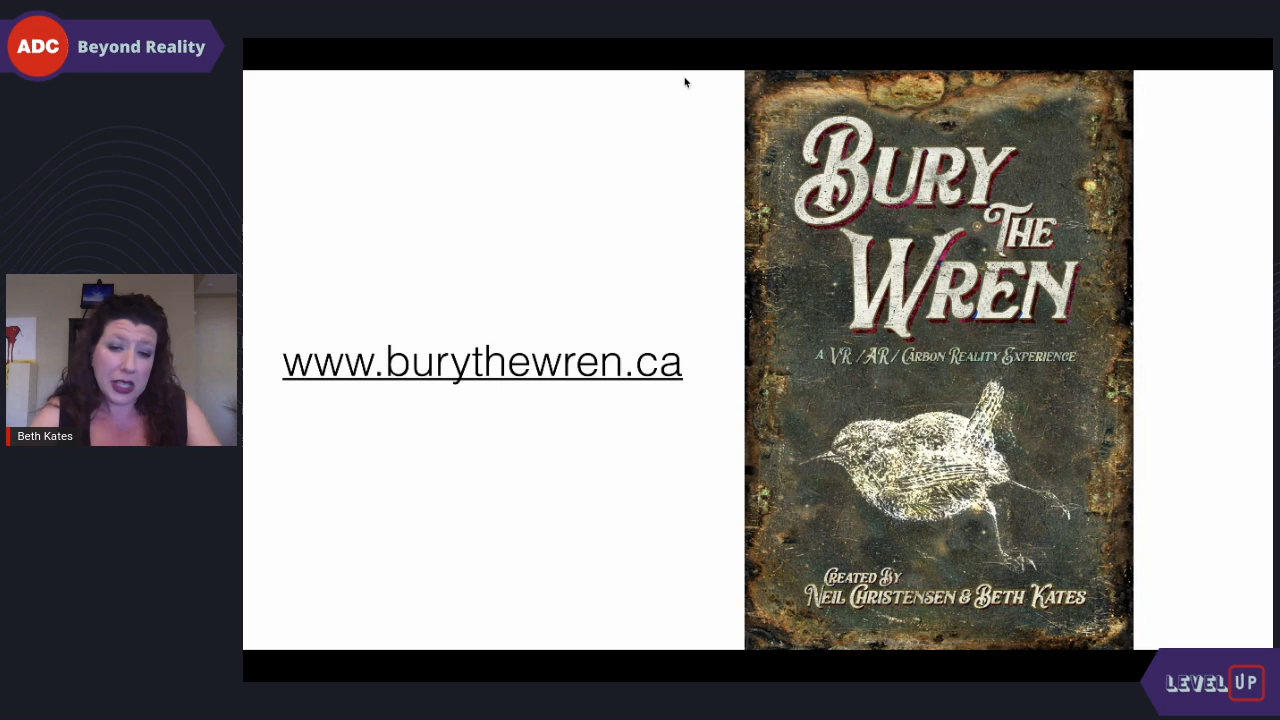 ADC Beyond Reality
www.burythewren.ca
BURY
THE
WREN
A VR/AR/CARBON REALITY EXPERIENCE
CREATED BY
NEIL CHRISTENSEN & BETH KATES
Beth Kates
LEVEL UP